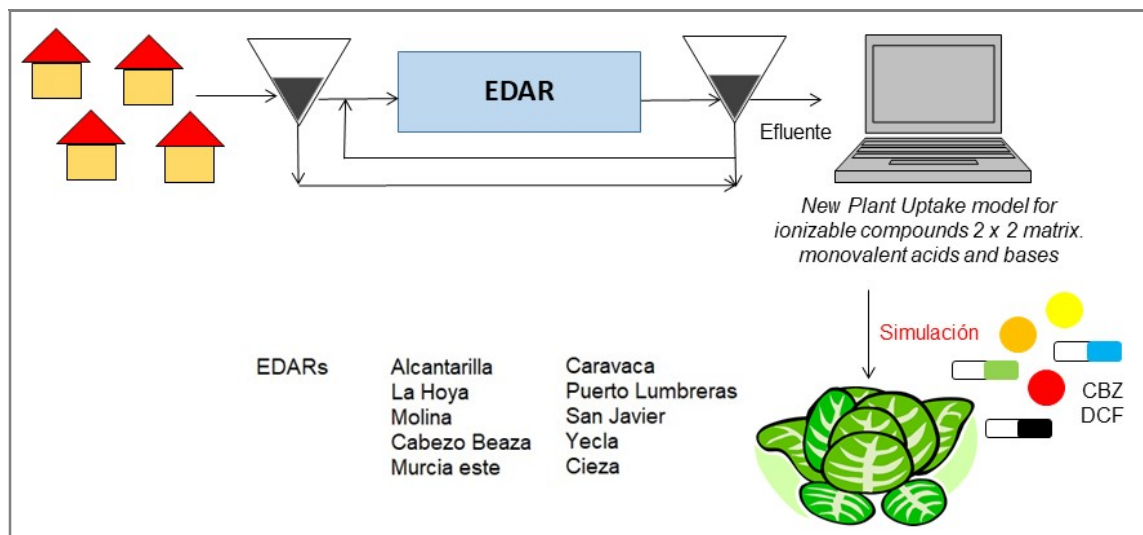 EDAR
Efluente
New Plant Uptake model for
ionizable compounds 2 x 2 matrix.
monovalent acids and bases
Simulación
CBZ
DCF
EDARs
Alcantarilla
La Hoya
Molina
Cabezo Beaza
Murcia este
Caravaca
Puerto Lumbreras
San Javier
Yecla
Cieza